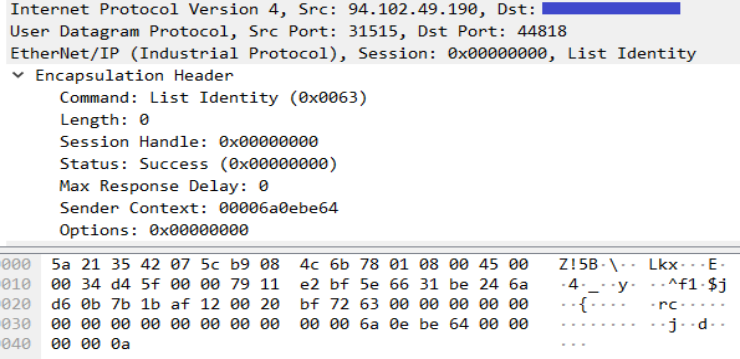 Internet Protocol Version 4, Src: 94.102.49.190, Dst:
User Datagram Protocol, Src Port: 31515, Dst Port: 44818
EtherNet/IP (Industrial Protocol), Session: 0x00000000, List Identity
Encapsulation Header
Command: List Identity (0x0063)
Length: 0
Session Handle: 0x00000000
Status: Success (0x00000000)
Max Response Delay: 0
Sender Context: 00006a0ebe64
Options: 0x00000000
0000 5a 21 35 42 07 5c b9 08 4c 6b 78 01 08 00 45 00 Z!5B·\·· Lkx···E·
0010 00 34 d4 5f 00 00 79 11 e2 bf 5e 66 31 be 24 6a ·4·_··y· ··^f1·$j
0020 d6 0b 7b 1b af 12 00 20 bf 72 63 00 00 00 00 00 ··{···· ·rc·····
0030 00 00 00 00 00 00 00 00 00 00 6a 0e be 64 00 00 ········ ··j··d··
0040 00 00 0a ···